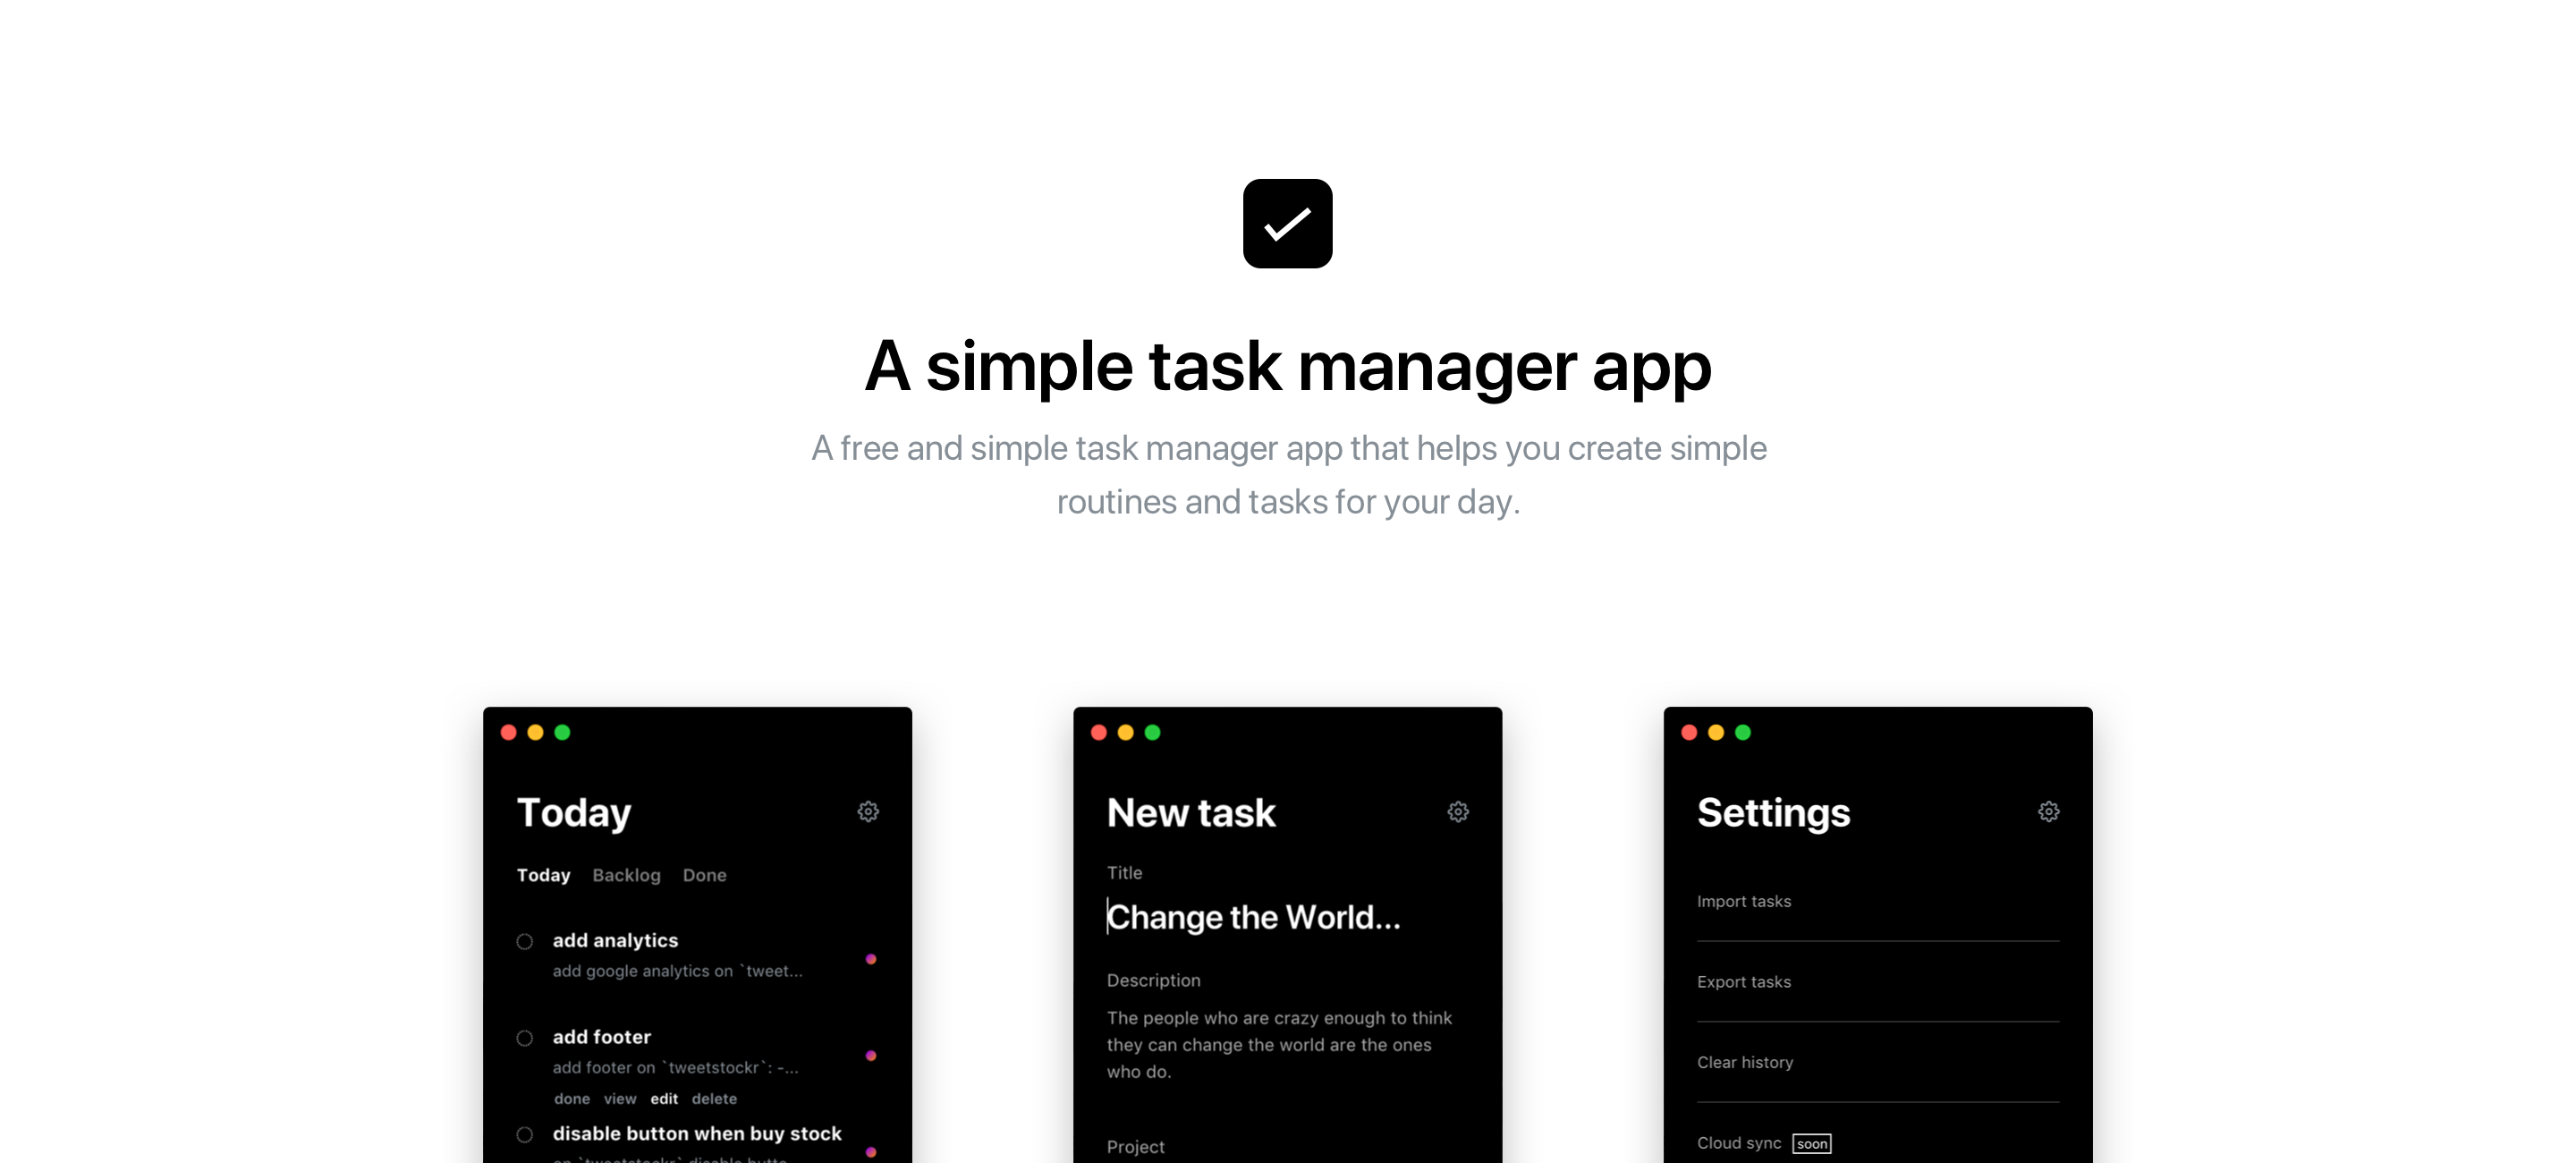 A simple task manager app
A free and simple task manager app that helps you create simple
routines and tasks for your day.
Today
Today Backlog Done
add analytics
add google analytics on `tweet...
add footer
add footer on `tweetstockr`: -...
done view edit delete
disable button when buy stock
New task
Title
Change the World...
Description
The people who are crazy enough to think
they can change the world are the ones
who do.
Project
Settings
Import tasks
Export tasks
Clear history
Cloud sync soon